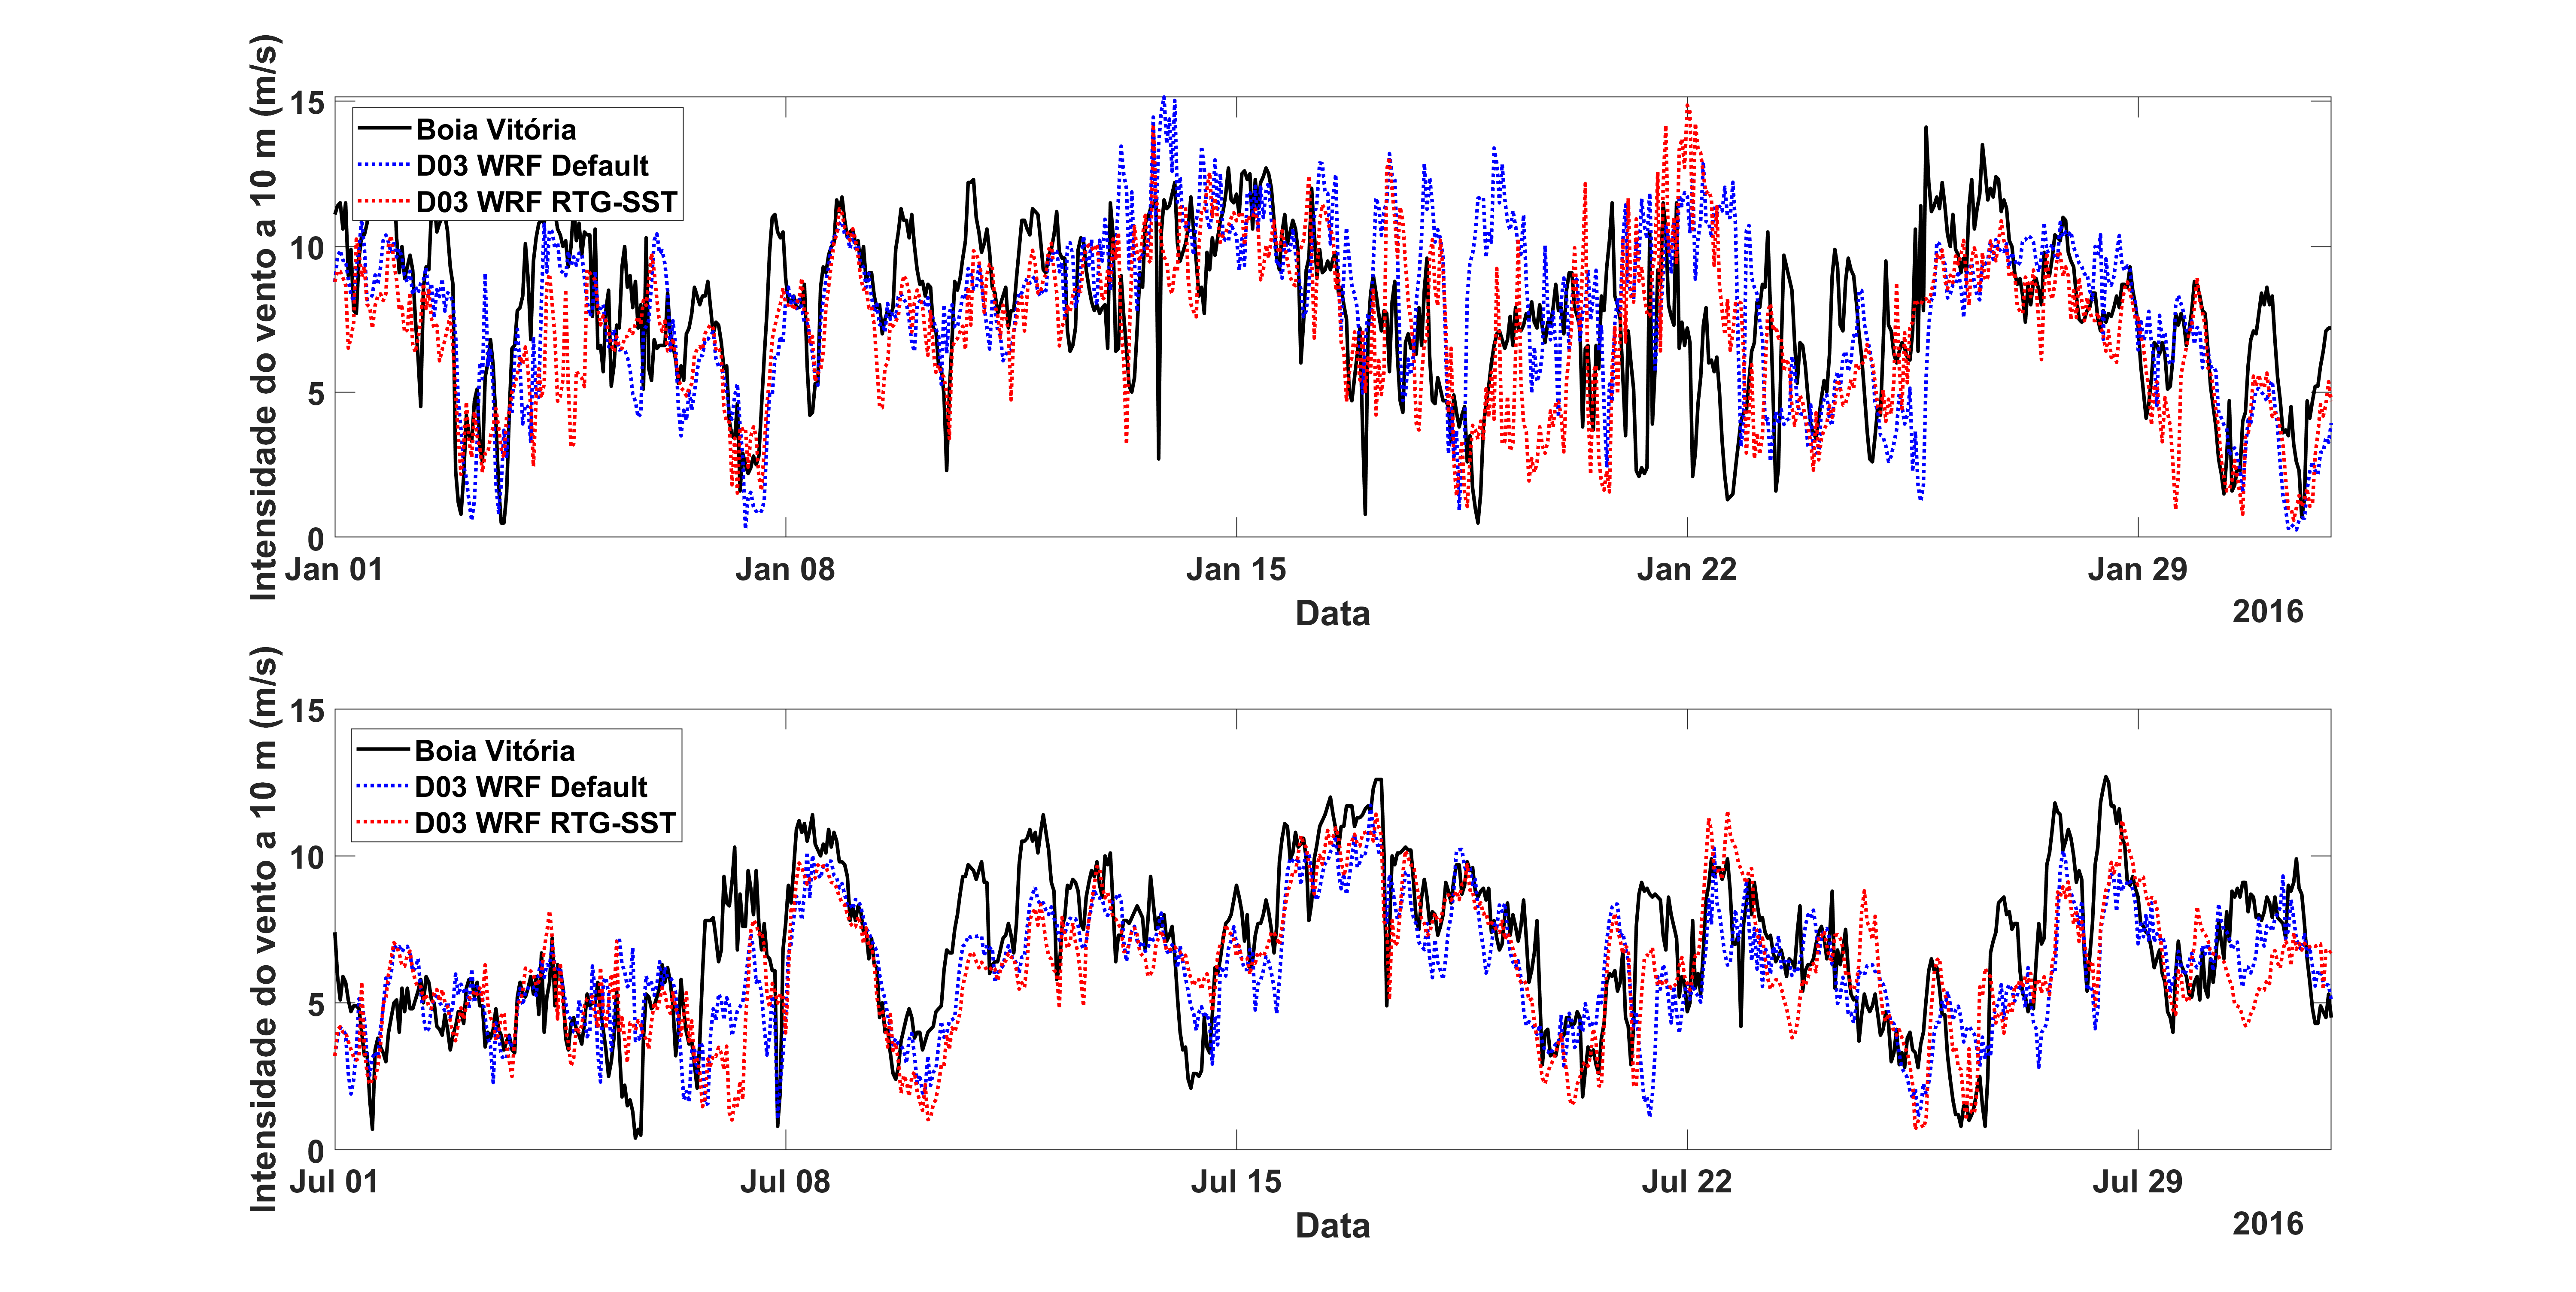 Intensidade do vento a 10 m (m/s)
15
10
5
0
Boia Vitória
D03 WRF Default
D03 WRF RTG-SST
Jan 01
Jan 08
Jan 15
Jan 22
Jan 29
Data
2016
Intensidade do vento a 10 m (m/s)
15
10
5
0
Boia Vitória
D03 WRF Default
D03 WRF RTG-SST
Jul 01
Jul 08
Jul 15
Jul 22
Jul 29
Data
2016